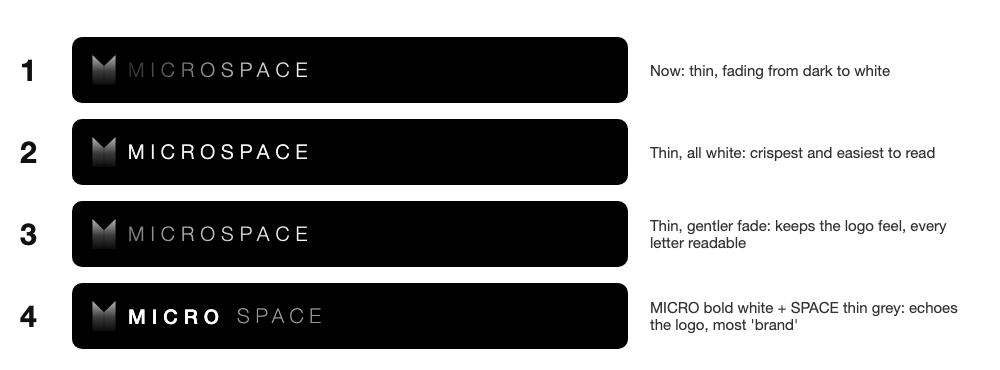 1
MICROSPACE
Now: thin, fading from dark to white
2
MICROSPACE
Thin, all white: crispest and easiest to read
3
MICROSPACE
Thin, gentler fade: keeps the logo feel, every
letter readable
4
MICRO SPACE
MICRO bold white + SPACE thin grey: echoes
the logo, most 'brand'